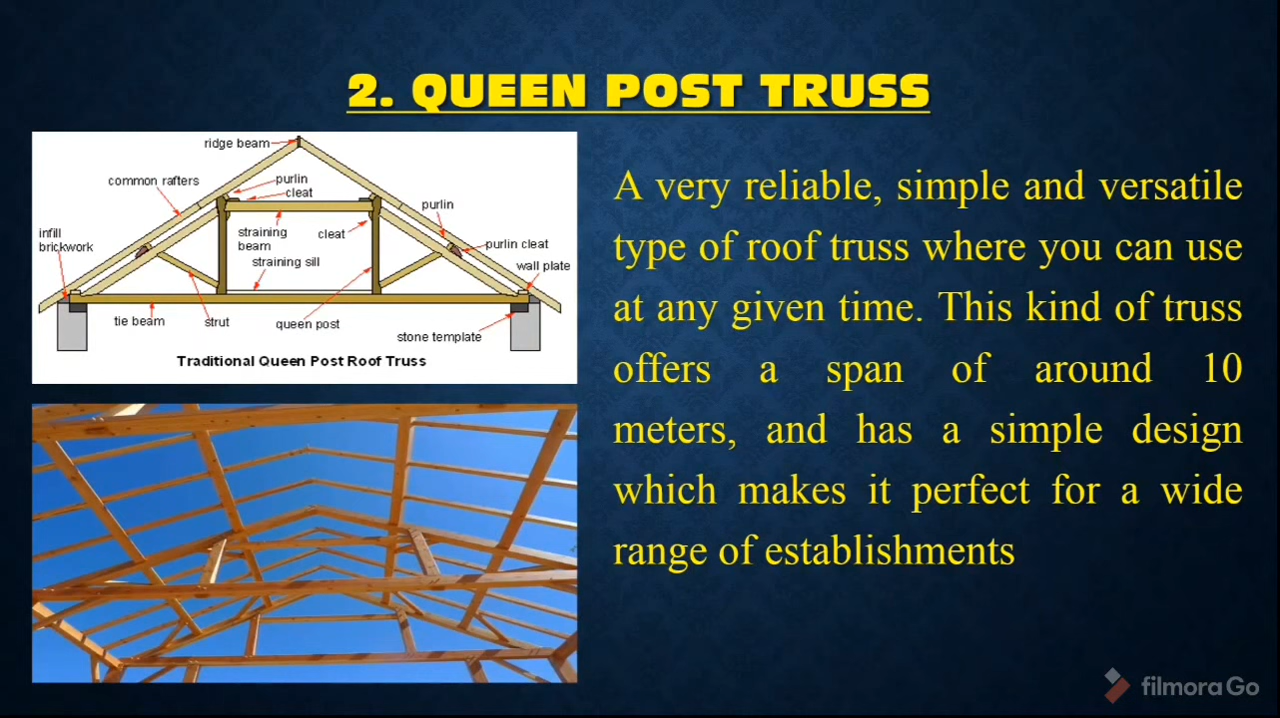 2. QUEEN POST TRUSS
ridge beam
common rafters
purlin
cleat
purlin
infill
brickwork
straining
beam
cleat
purlin cleat
straining sill
wall plate
tie beam
strut
queen post
stone template
Traditional Queen Post Roof Truss
A very reliable, simple and versatile
type of roof truss where you can use
at any given time. This kind of truss
offers a span of around 10
meters, and has a simple design
which makes it perfect for a wide
range of establishments
filmora Go